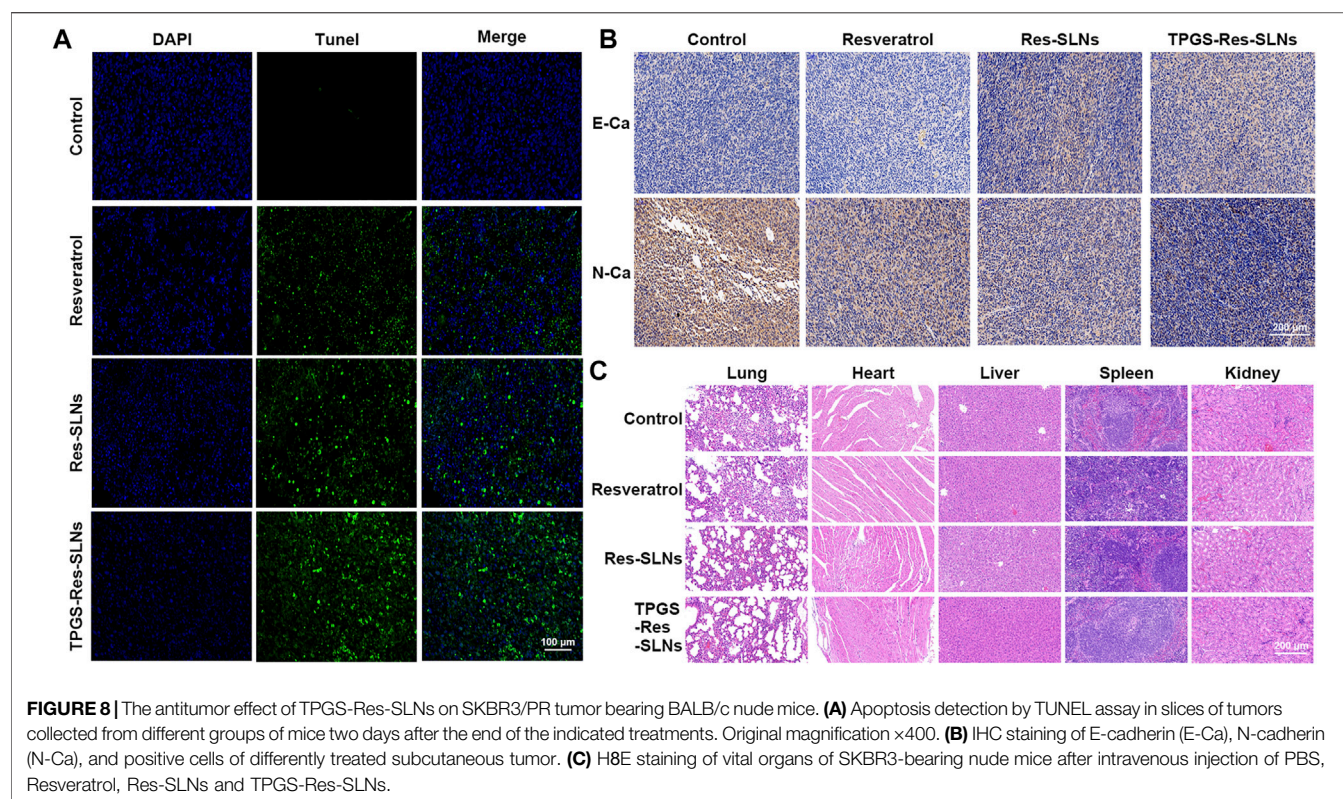 A
DAPI Tunel Merge
Control
Resveratrol
Res-SLNs
TPGS-Res-SLNs
100 µm
B
Control Resveratrol Res-SLNs TPGS-Res-SLNs
E-Ca
N-Ca
200 µm
C
Lung Heart Liver Spleen Kidney
Control
Resveratrol
Res-SLNs
TPGS
-Res
-SLNs
200 µm
FIGURE 8 | The antitumor effect of TPGS-Res-SLNs on SKBR3/PR tumor bearing BALB/c nude mice. (A) Apoptosis detection by TUNEL assay in slices of tumors
collected from different groups of mice two days after the end of the indicated treatments. Original magnification ×400. (B) IHC staining of E-cadherin (E-Ca), N-cadherin
(N-Ca), and positive cells of differently treated subcutaneous tumor. (C) H8E staining of vital organs of SKBR3-bearing nude mice after intravenous injection of PBS,
Resveratrol, Res-SLNs and TPGS-Res-SLNs.